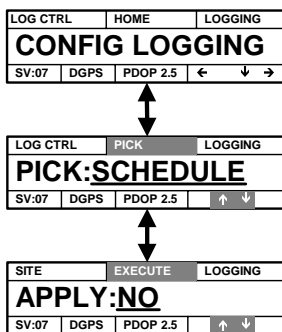 LOG CTRL HOME LOGGING
CONFIG LOGGING
SV:07 DGPS PDOP 2.5 ← ↓ →
LOG CTRL PICK LOGGING
PICK:SCHEDULE
SV:07 DGPS PDOP 2.5 ↑ ↓
SITE EXECUTE LOGGING
APPLY:NO
SV:07 DGPS PDOP 2.5 ↑ ↓